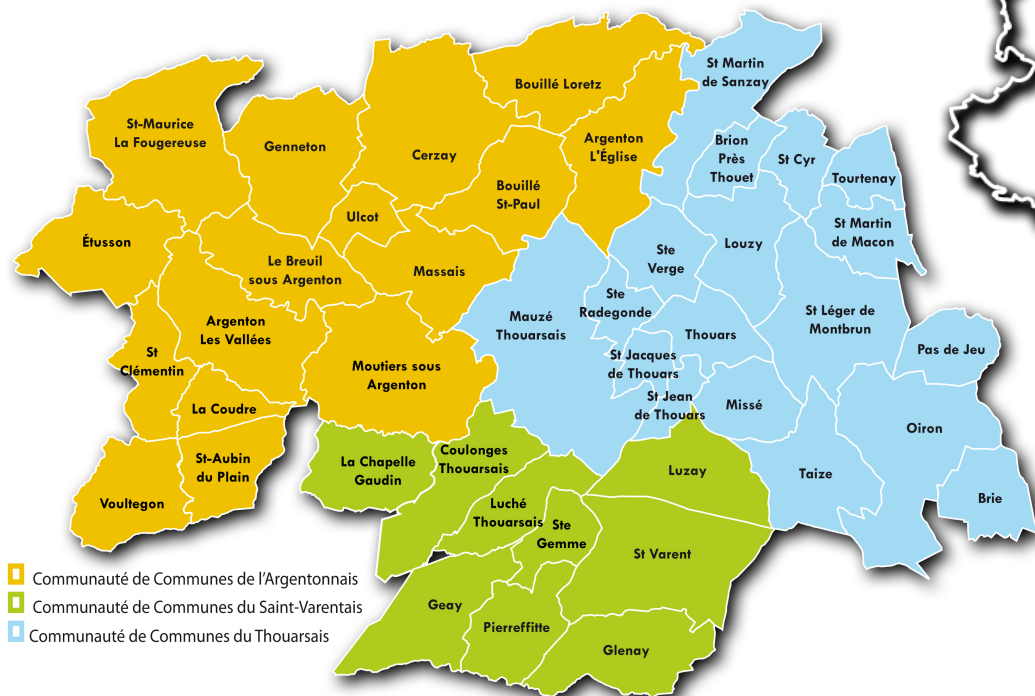 St Martin
de Sanzay
Bouillé Loretz
St-Maurice
La Fougereuse
Genneton
Cerzay
Argenton
L'Église
Brion
Près
Thouet
St Cyr
Tourtenay
Bouillé
St-Paul
Ulcot
St Martin
de Macon
Étusson
Le Breuil
sous Argenton
Massais
Ste
Verge
Louzy
Ste
Radegonde
Mauzé
Thouarsais
St Léger de
Montbrun
Argenton
Les Vallées
Thouars
Pas de Jeu
St
Clémentin
St Jacques
de Thouars
Moutiers sous
Argenton
La Coudre
St Jean
de Thouars
Missé
Oiron
St-Aubin
du Plain
La Chapelle
Gaudin
Coulonges
Thouarsais
Luzay
Taize
Voultegon
Luché
Thouarsais
Ste
Gemme
Brie
St Varent
Geay
Pierreffitte
Glenay
Communauté de Communes de l'Argentonnais
Communauté de Communes du Saint-Varentais
Communauté de Communes du Thouarsais